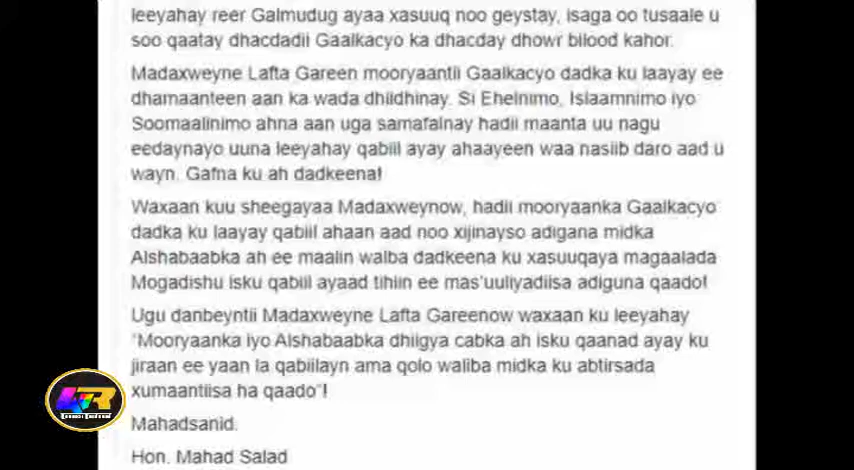 leeyahay reer Galmudug ayaa xasuuq noo geystay, isaga oo tusaale u
soo qaatay dhacdadii Gaalkacyo ka dhacday dhowr bilood kahor.
Madaxweyne Lafta Gareen mooryaantii Gaalkacyo dadka ku laayay ee
dhamaanteen aan ka wada dhiidhinay. Si Ehelnimo, Islaamnimo iyo
Soomaalinimo ahna aan uga samafalnay hadii maanta uu nagu
eedaynayo uuna leeyahay qabiil ayay ahaayeen waa nasiib daro aad u
wayn. Gafna ku ah dadkeena!
Waxaan kuu sheegayaa Madaxweynow, hadii mooryaanka Gaalkacyo
dadka ku laayay qabiil ahaan aad noo xijinayso adigana midka
Alshabaabka ah ee maalin walba dadkeena ku xasuuqaya magaalada
Mogadishu isku qabiil ayaad tihiin ee mas'uuliyadiisa adiguna qaado!
Ugu danbeyntii Madaxweyne Lafta Gareenow waxaan ku leeyahay
"Mooryaanka iyo Alshabaabka dhiigya cabka ah isku qaanad ayay ku
jiraan ee yaan la qabiilayn ama qolo waliba midka ku abtirsada
xumaantiisa ha qaado"!
Mahadsanid.
Hon. Mahad Salad